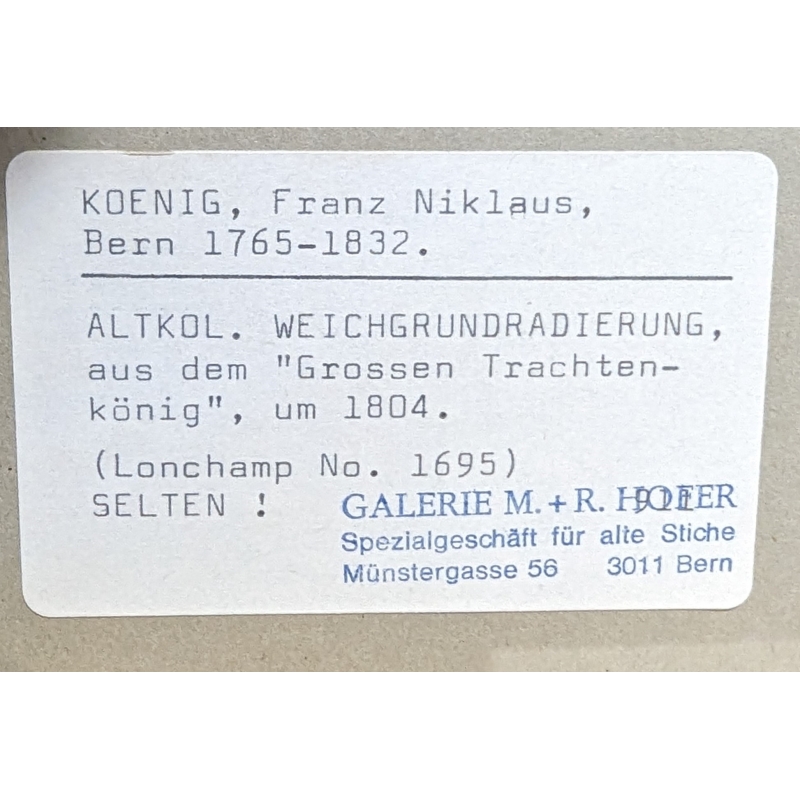 KOENIG, Franz Niklaus,
Bern 1765-1832.
ALTKOL. WEICHGRUNDRADIERUNG,
aus dem "Grossen Trachten-
könig", um 1804.
(Lonchamp No. 1695)
SELTEN !
GALERIE M. + R. HOFER
Spezialgeschäft für alte Stiche
Münstergasse 56 3011 Bern